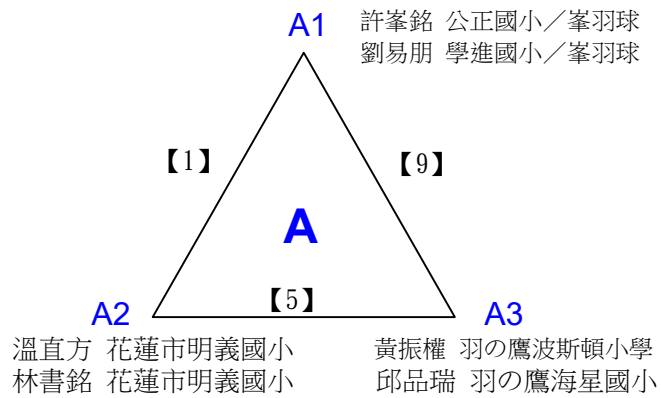 A1
許峯銘 公正國小／峯羽球
劉易朋 學進國小／峯羽球
【1】
【9】
A
【5】
A2
A3
溫直方 花蓮市明義國小
林書銘 花蓮市明義國小
黃振權 羽の鷹波斯頓小學
邱品瑞 羽の鷹海星國小